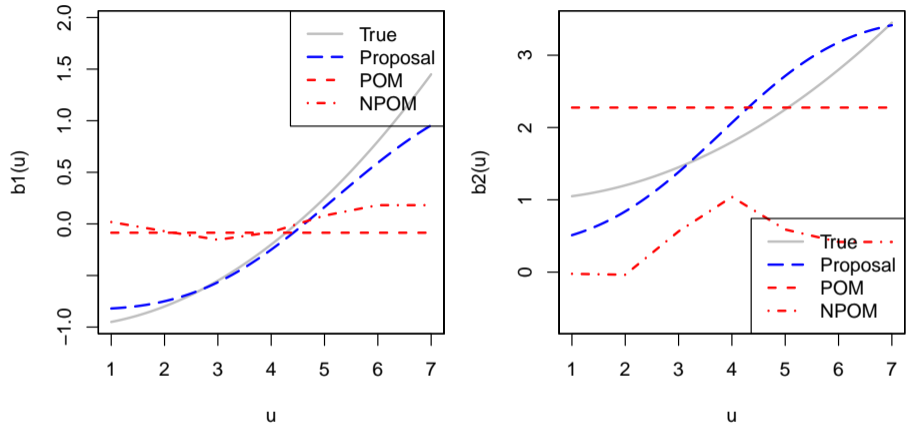 b1(u)
2.0
1.5
1.0
0.5
0.0
−1.0
True
Proposal
POM
NPOM
1 2 3 4 5 6 7
u
b2(u)
3
2
1
0
True
Proposal
POM
NPOM
1 2 3 4 5 6 7
u